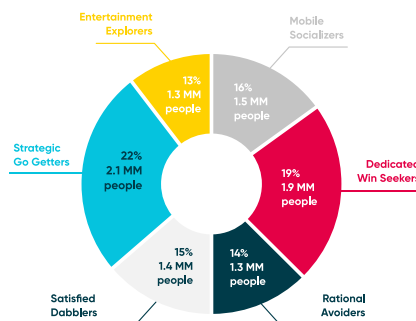 Entertainment
Explorers
Mobile
Socializers
13%
1.3 MM
people
16%
1.5 MM
people
Strategic
Go Getters
22%
2.1 MM
people
19%
1.9 MM
people
Dedicated
Win Seekers
15%
1.4 MM
people
14%
1.3 MM
people
Satisfied
Dabblers
Rational
Avoiders